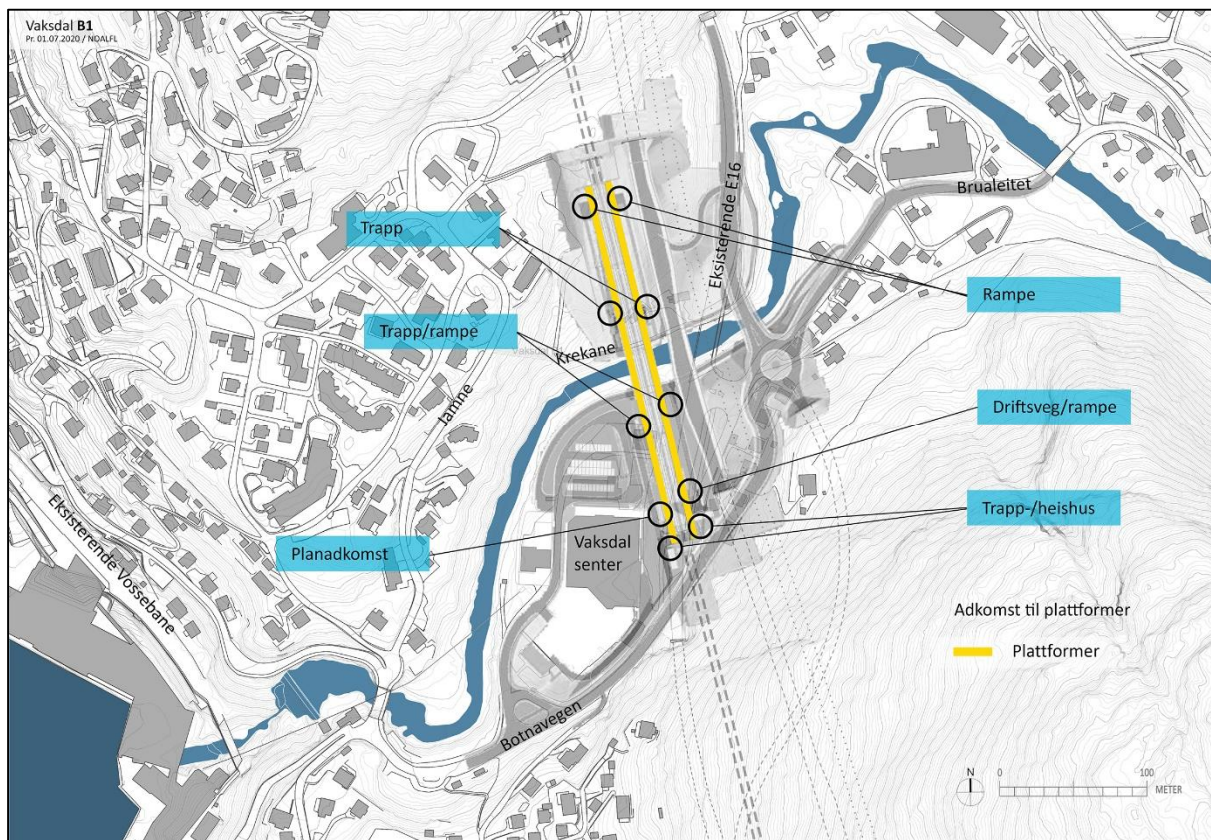 Vaksdal B1
Pr. 01.07.2020 / NOALFL
Brualeitet
Eksisterende E16
Trapp
Rampe
Trapp/rampe
Krekane
Jamne
Driftsveg/rampe
Trapp-/heishus
Planadkomst
Vaksdal
senter
Eksisterende Vossebane
Adkomst til plattformer
Plattformer
Botnavegen
N
0
100
METER